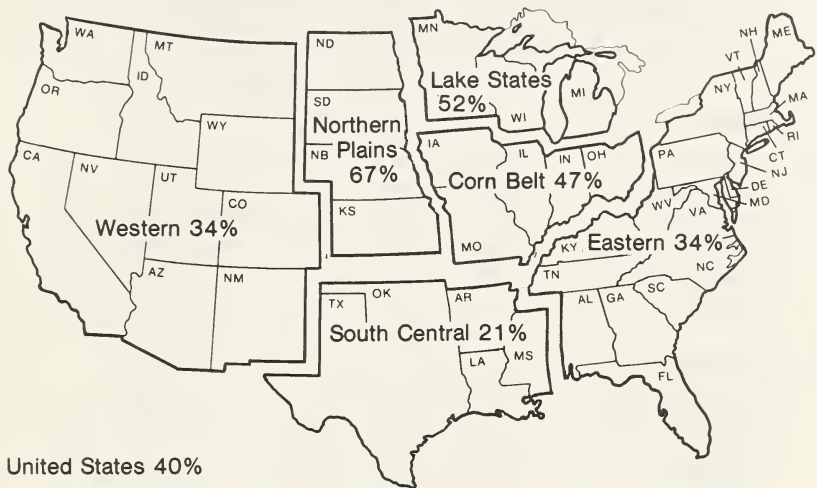 WA
MT
ND
MN
NH
ME
VT
ID
OR
SD
Lake States
52%
NY
MA
WY
Northern
Plains
67%
WI
MI
RI
CT
NJ
CA
NV
UT
NB
IA
IL
IN
OH
PA
Corn Belt 47%
DE
MD
CO
KS
WV
VA
Western 34%
MO
KY
Eastern 34%
AZ
NM
TN
NC
OK
TX
AR
AL
GA
SC
South Central 21%
LA
MS
FL
United States 40%